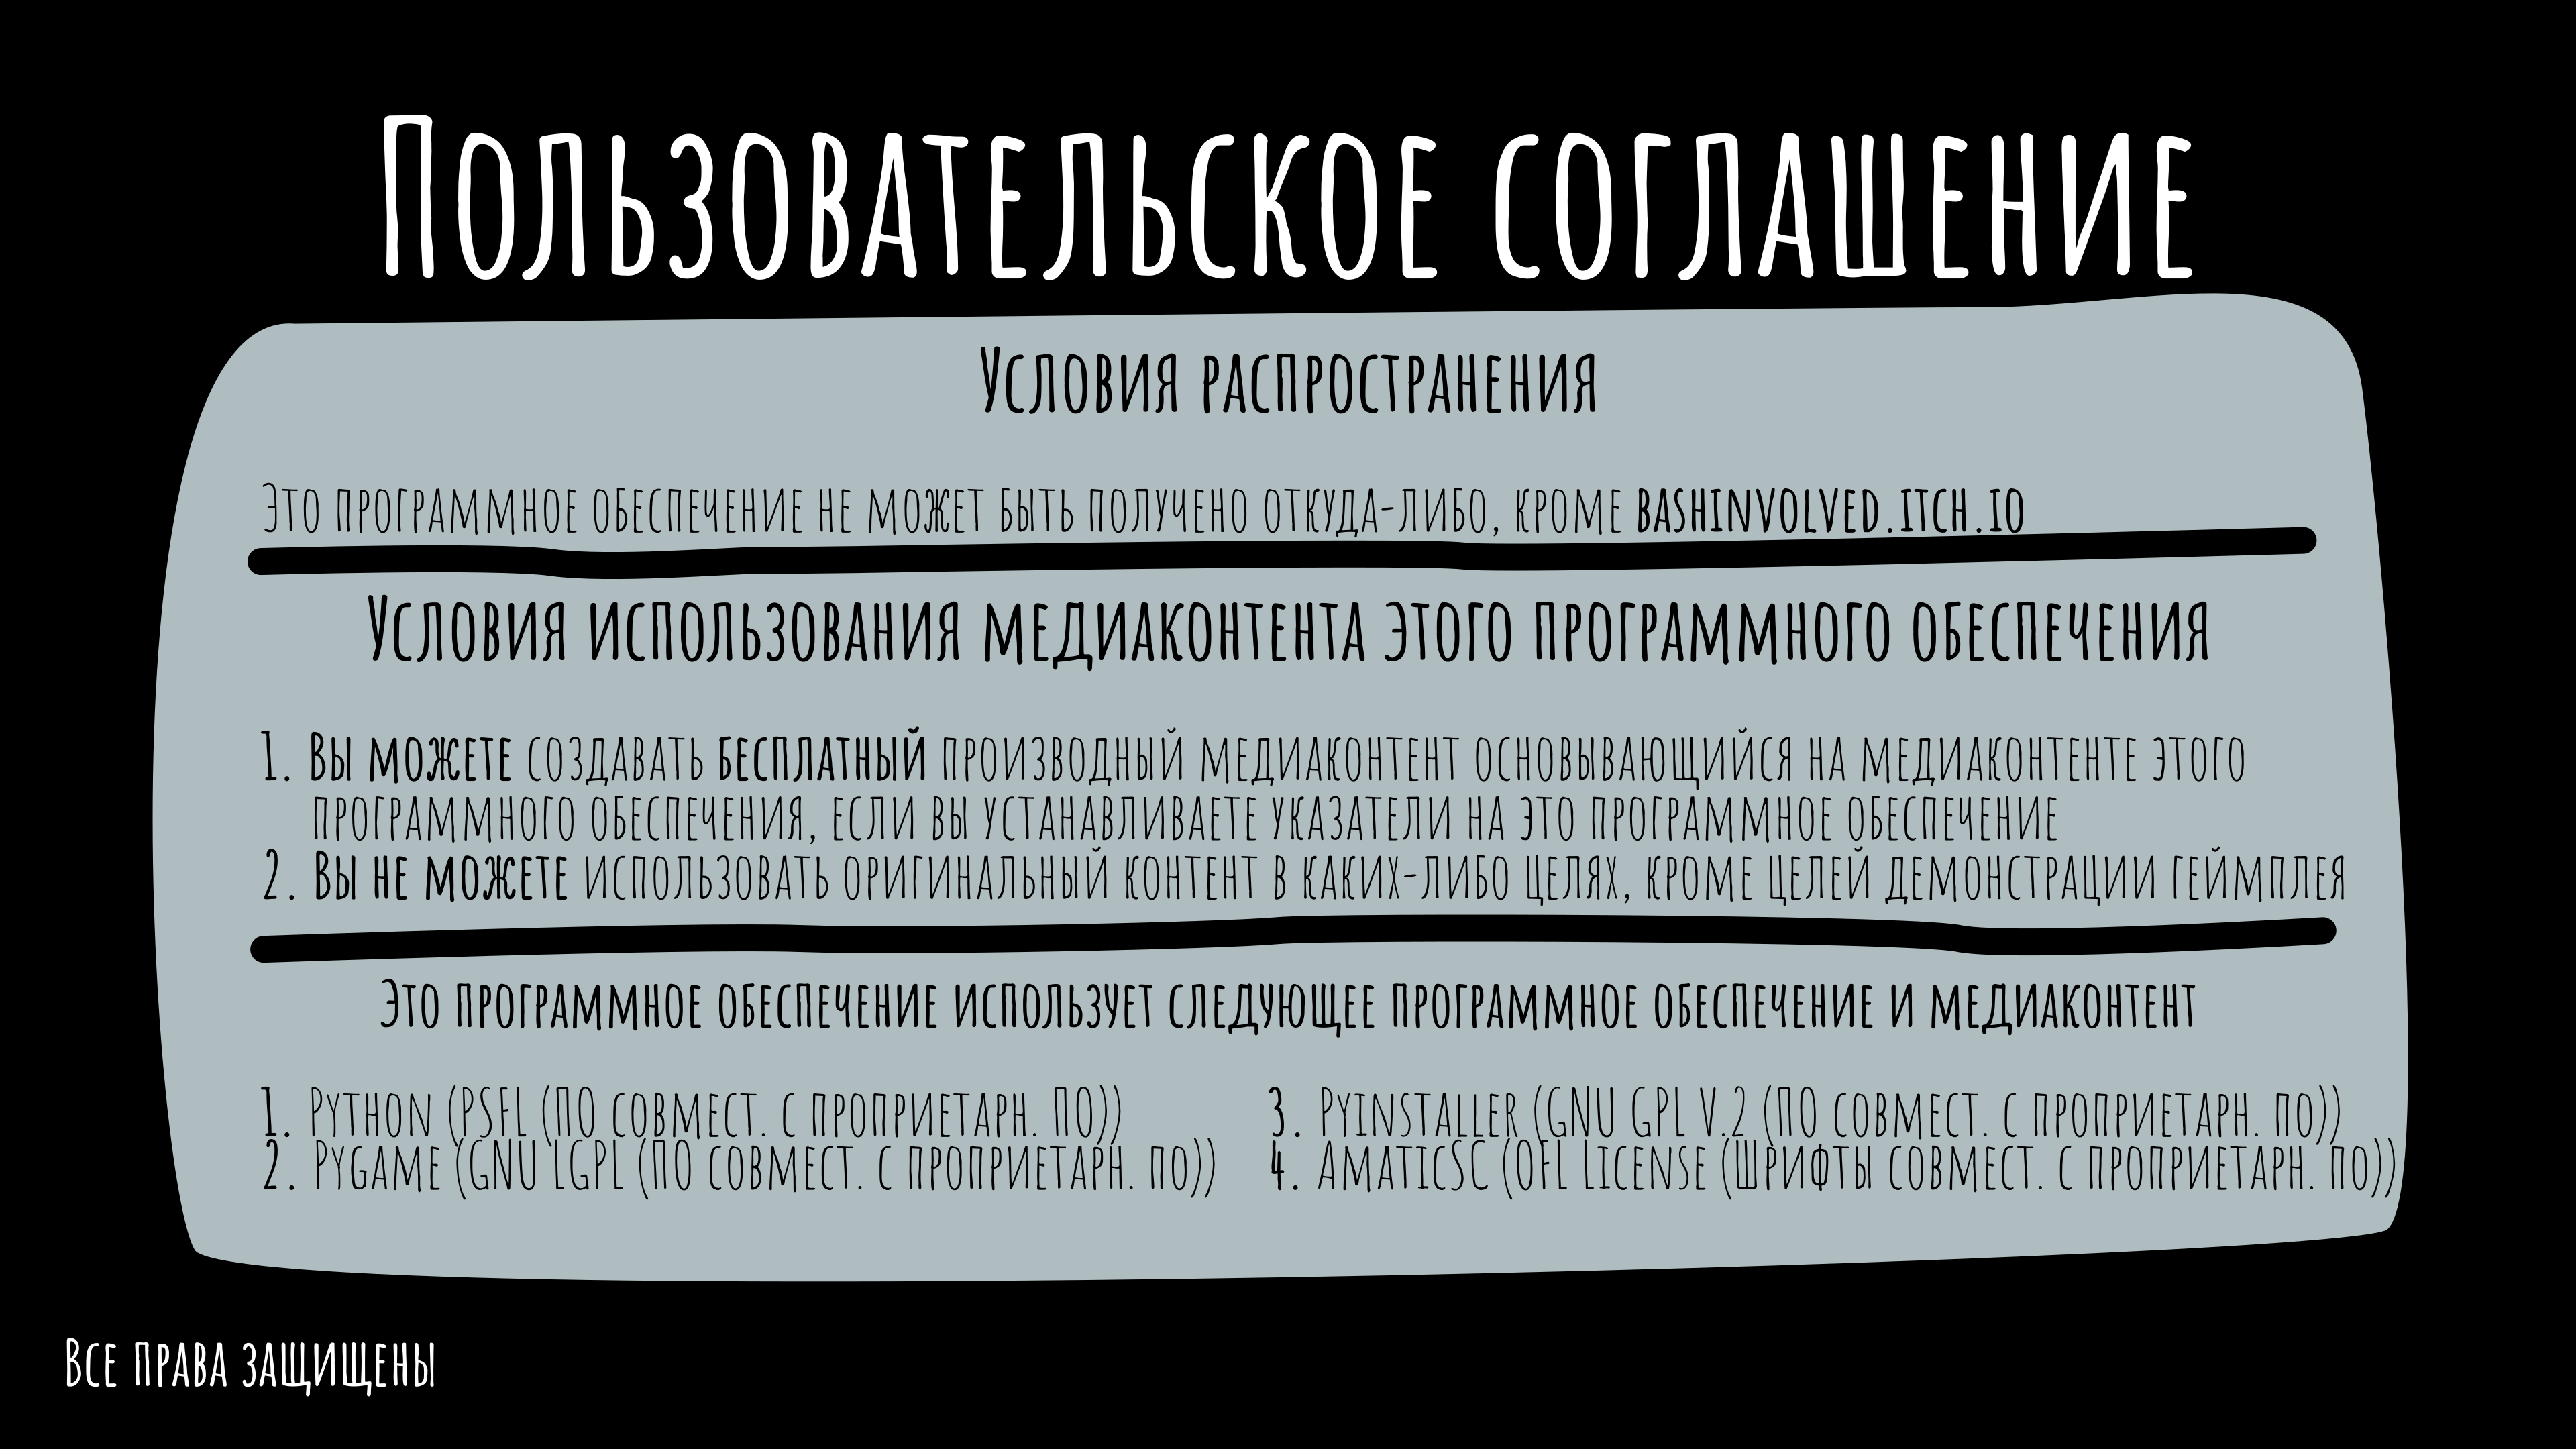 Пользовательское соглашение
Условия распространения
Это программное обеспечение не может быть получено откуда-либо, кроме bashinvolved.itch.io
Условия использования медиаконтента этого программного обеспечения
1. Вы можете создавать бесплатный производный медиаконтент основывающийся на медиаконтенте этого
программного обеспечения, если вы устанавливаете указатели на это программное обеспечение
2. Вы не можете использовать оригинальный контент в каких-либо целях, кроме целей демонстрации геймплея
Это программное обеспечение использует следующее программное обеспечение и медиаконтент
1. Python (PSFL (ПО совмест. с проприетарн. ПО))
2. Pygame (GNU LGPL (ПО совмест. с проприетарн. по))
3. Pyinstaller (GNU GPL V.2 (ПО совмест. с проприетарн. по))
4. AmaticSC (OFL License (Шрифты совмест. с проприетарн. по))
Все права защищены